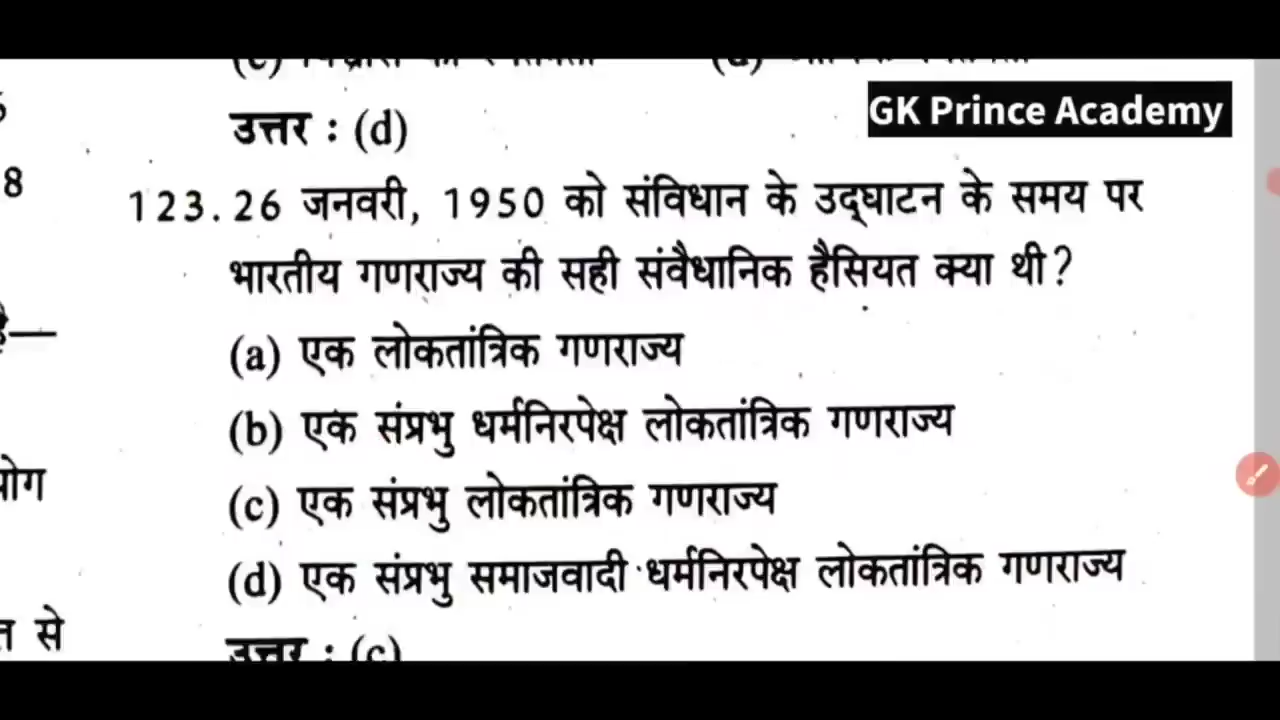 GK Prince Academy
उत्तर : (d)
8
123. 26 जनवरी, 1950 को संविधान के उद्घाटन के समय पर
भारतीय गणराज्य की सही संवैधानिक हैसियत क्या थी?
है—
(a) एक लोकतांत्रिक गणराज्य
(b) एक संप्रभु धर्मनिरपेक्ष लोकतांत्रिक गणराज्य
(c) एक संप्रभु लोकतांत्रिक गणराज्य
(d) एक संप्रभु समाजवादी धर्मनिरपेक्ष लोकतांत्रिक गणराज्य
से
उत्तर : (c)